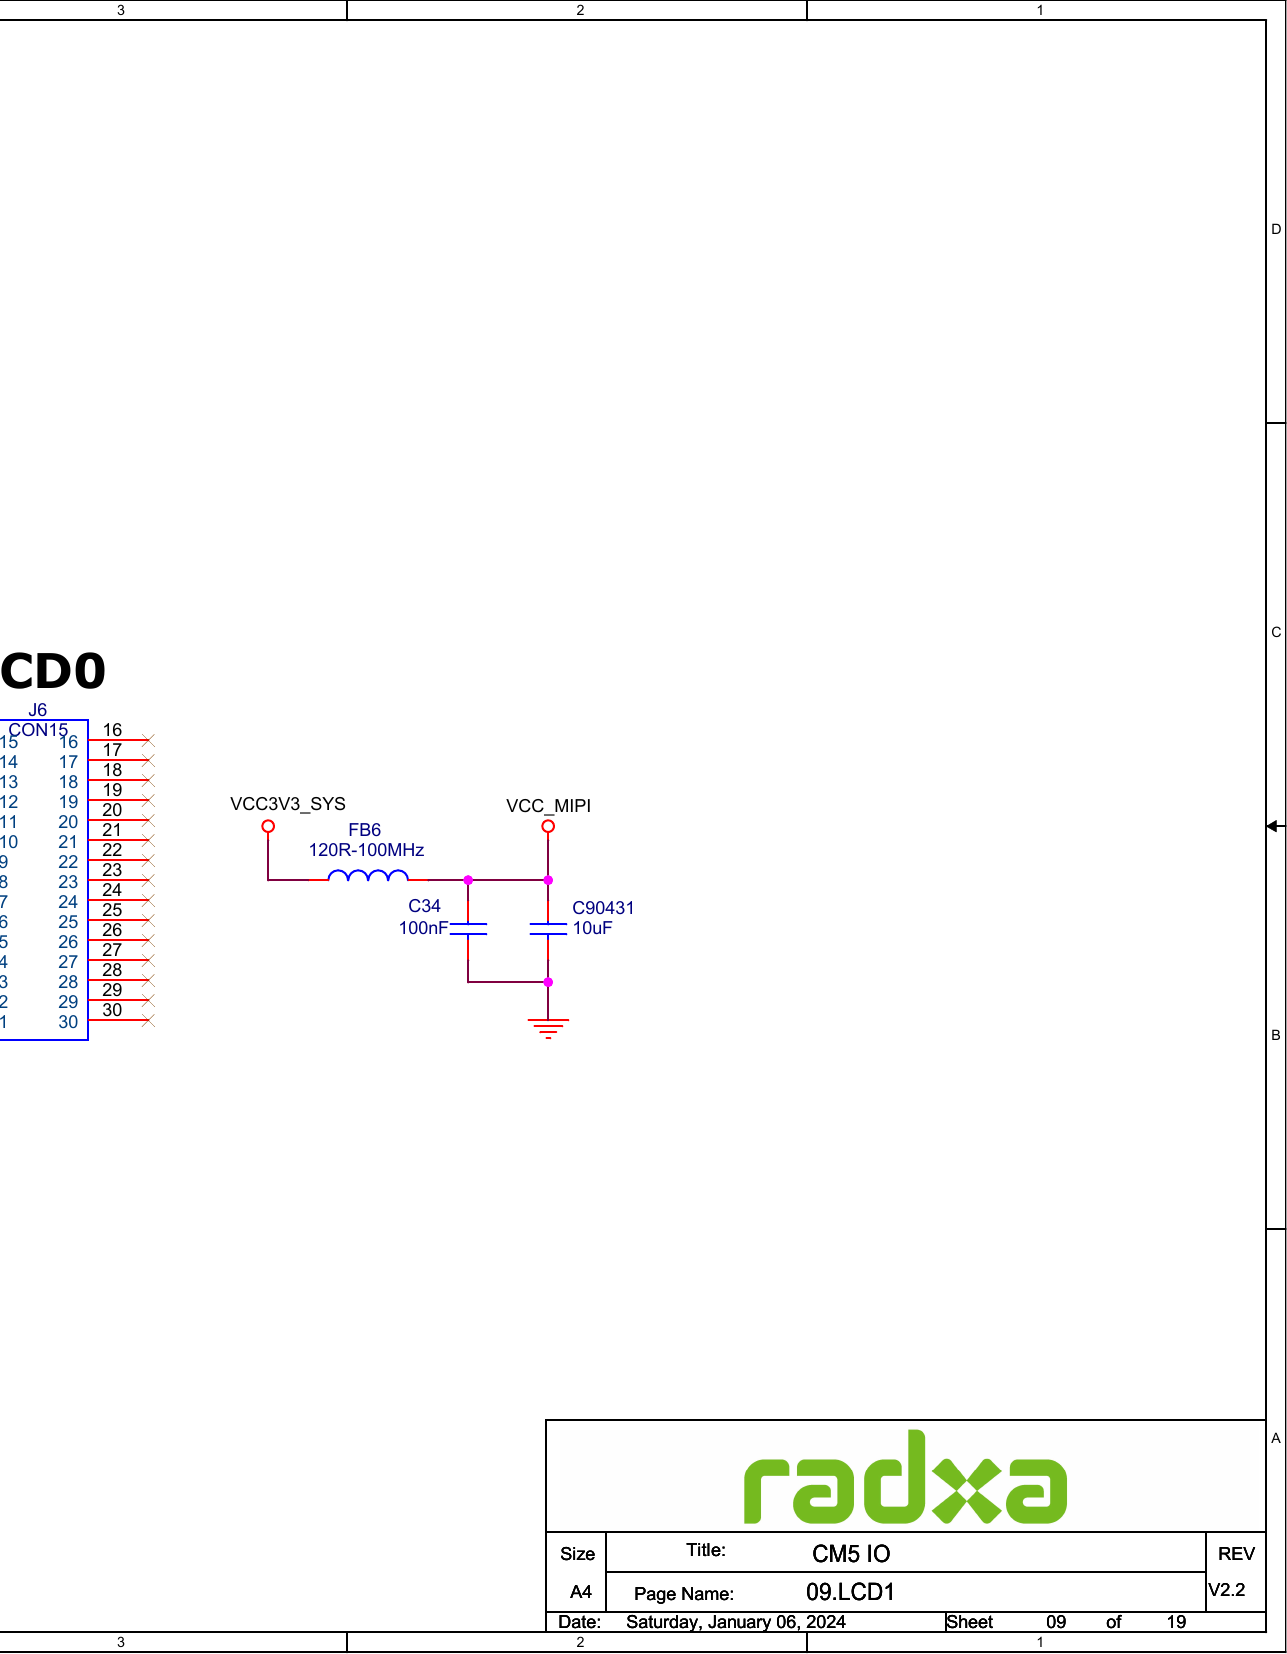 3 2 1
D
C
CD0
J6
CON15
15 16 16
14 17 17
13 18 18
12 19 19
11 20 20
10 21 21
9 22 22
8 23 23
7 24 24
6 25 25
5 26 26
4 27 27
3 28 28
2 29 29
1 30 30
VCC3V3_SYS
VCC_MIPI
FB6
120R-100MHz
C34
100nF
C90431
10uF
B
A
radxa
Size
A4
Title: CM5 IO
Page Name: 09.LCD1
REV
V2.2
Date: Saturday, January 06, 2024
Sheet 09 of 19
3 2 1